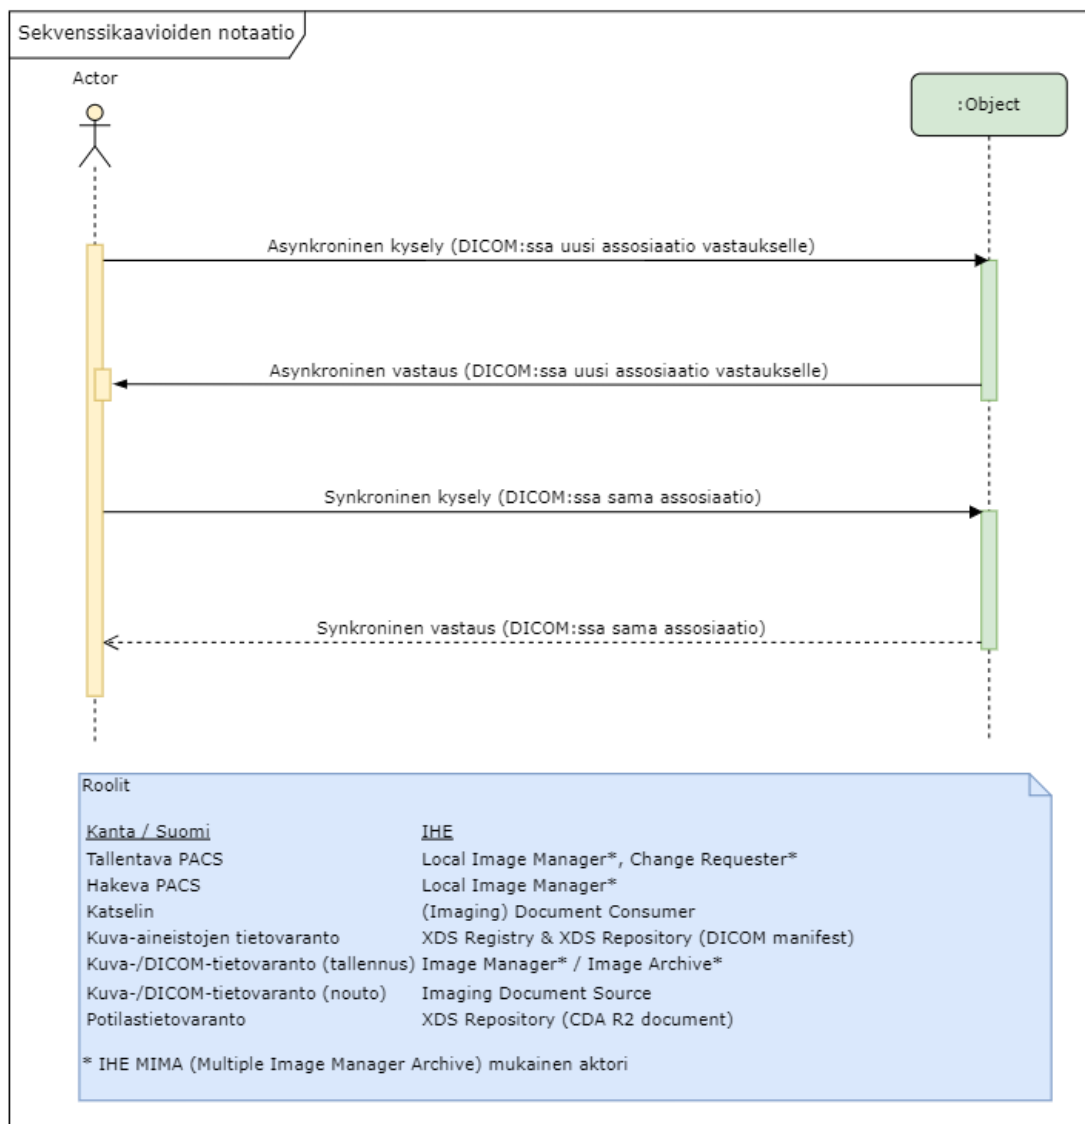 Sekvenssikaavioiden notaatio
Actor
:Object
Asynkroninen kysely (DICOM:ssa uusi assosiaatio vastaukselle)
Asynkroninen vastaus (DICOM:ssa uusi assosiaatio vastaukselle)
Synkroninen kysely (DICOM:ssa sama assosiaatio)
Synkroninen vastaus (DICOM:ssa sama assosiaatio)
Roolit
Kanta / Suomi IHE
Tallentava PACS Local Image Manager*, Change Requester*
Hakeva PACS Local Image Manager*
Katselin (Imaging) Document Consumer
Kuva-aineistojen tietovaranto XDS Registry & XDS Repository (DICOM manifest)
Kuva-/DICOM-tietovaranto (tallennus) Image Manager* / Image Archive*
Kuva-/DICOM-tietovaranto (nouto) Imaging Document Source
Potilastietovaranto XDS Repository (CDA R2 document)
* IHE MIMA (Multiple Image Manager Archive) mukainen aktori